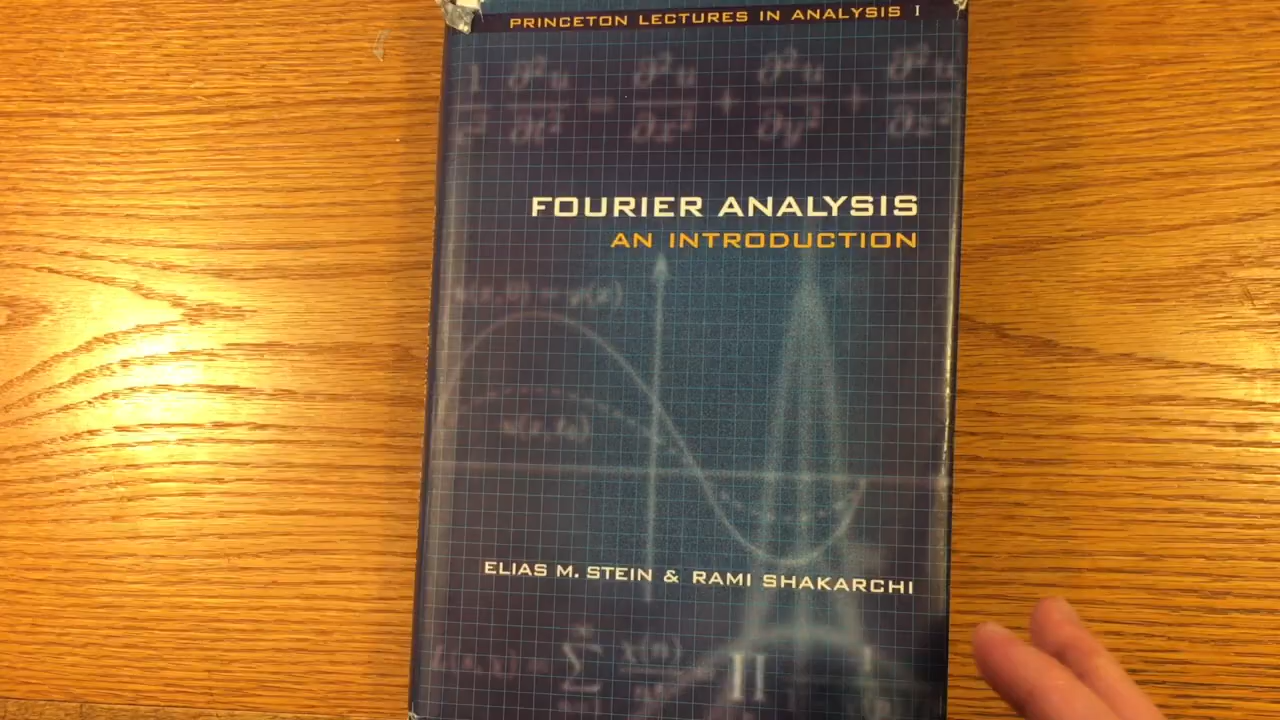 PRINCETON LECTURES IN ANALYSIS I
FOURIER ANALYSIS
AN INTRODUCTION
ELIAS M. STEIN & RAMI SHAKARCHI